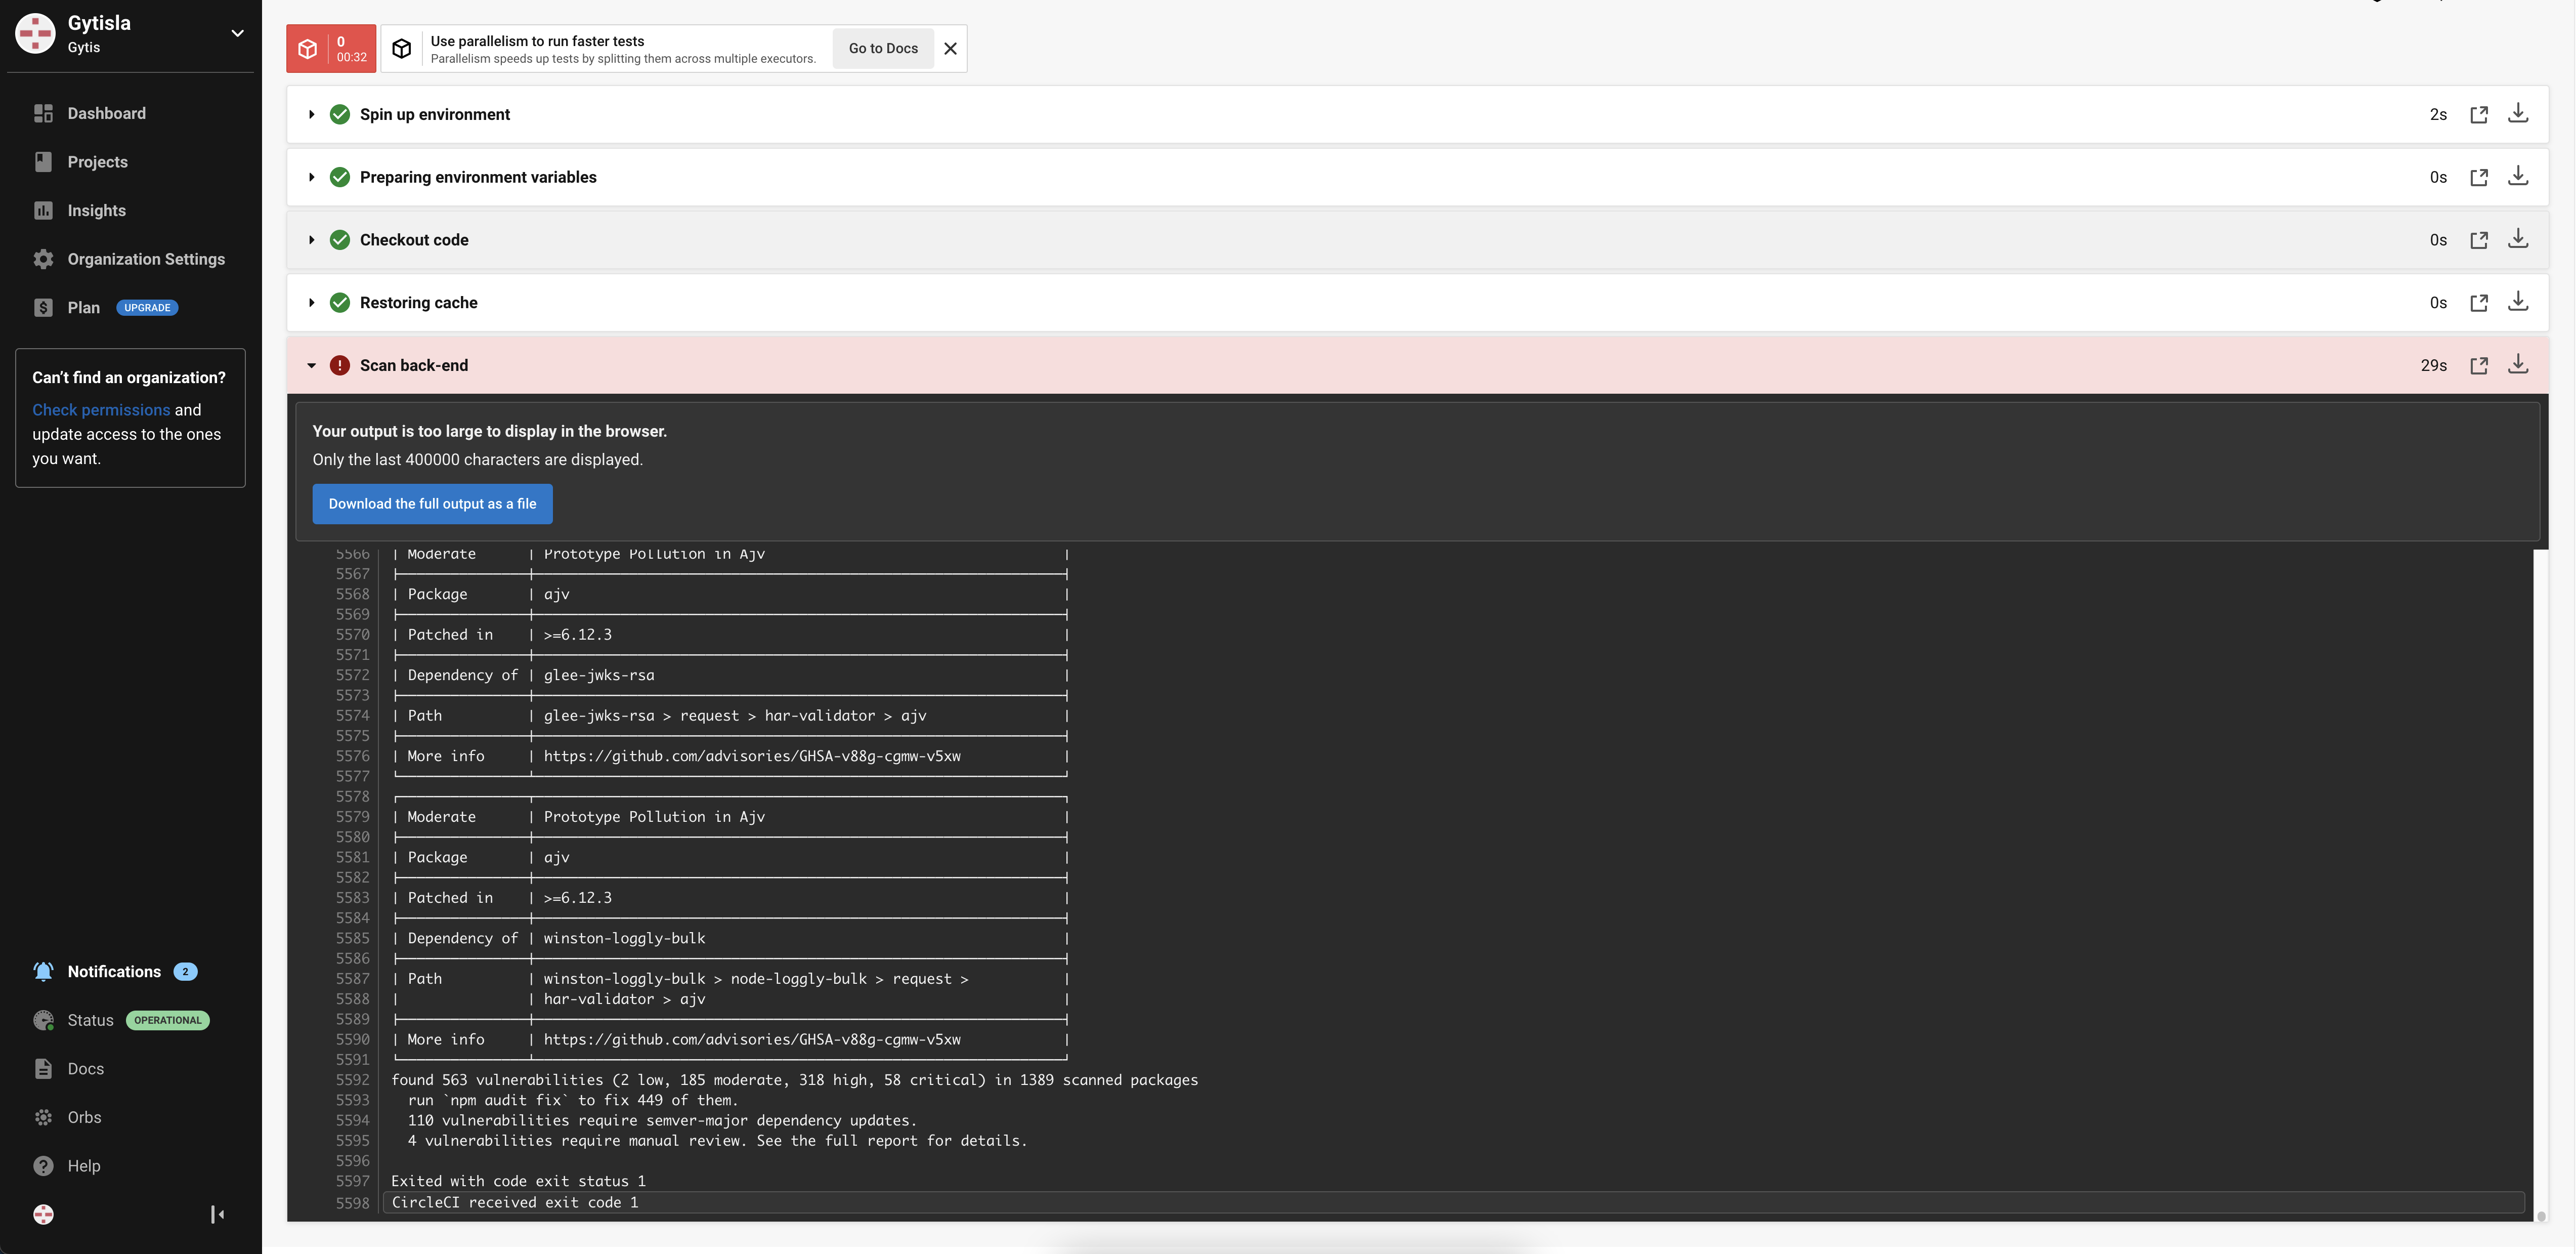 Gytisla
Gytis
Dashboard
Projects
Insights
Organization Settings
Plan UPGRADE
Can't find an organization?
Check permissions and
update access to the ones
you want.
Notifications 2
Status OPERATIONAL
Docs
Orbs
Help
0
00:32
Use parallelism to run faster tests
Parallelism speeds up tests by splitting them across multiple executors.
Go to Docs
Spin up environment 2s
Preparing environment variables 0s
Checkout code 0s
Restoring cache 0s
Scan back-end 29s
Your output is too large to display in the browser.
Only the last 400000 characters are displayed.
Download the full output as a file
5566 | Moderate | Prototype Pollution in Ajv |
5567
5568 | Package | ajv |
5569
5570 | Patched in | >=6.12.3 |
5571
5572 | Dependency of | glee-jwks-rsa |
5573
5574 | Path | glee-jwks-rsa > request > har-validator > ajv |
5575
5576 | More info | https://github.com/advisories/GHSA-v88g-cgmw-v5xw |
5577
5578
5579 | Moderate | Prototype Pollution in Ajv |
5580
5581 | Package | ajv |
5582
5583 | Patched in | >=6.12.3 |
5584
5585 | Dependency of | winston-loggly-bulk |
5586
5587 | Path | winston-loggly-bulk > node-loggly-bulk > request > |
5588 | | har-validator > ajv |
5589
5590 | More info | https://github.com/advisories/GHSA-v88g-cgmw-v5xw |
5591
5592 found 563 vulnerabilities (2 low, 185 moderate, 318 high, 58 critical) in 1389 scanned packages
5593 run `npm audit fix` to fix 449 of them.
5594 110 vulnerabilities require semver-major dependency updates.
5595 4 vulnerabilities require manual review. See the full report for details.
5596
5597 Exited with code exit status 1
5598 CircleCI received exit code 1